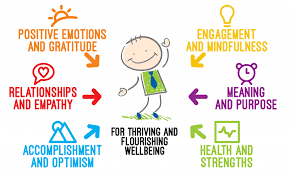 POSITIVE EMOTIONS
AND GRATITUDE
ENGAGEMENT
AND MINDFULNESS
RELATIONSHIPS
AND EMPATHY
MEANING
AND PURPOSE
ACCOMPLISHMENT
AND OPTIMISM
FOR THRIVING AND
FLOURISHING
WELLBEING
HEALTH AND
STRENGTHS